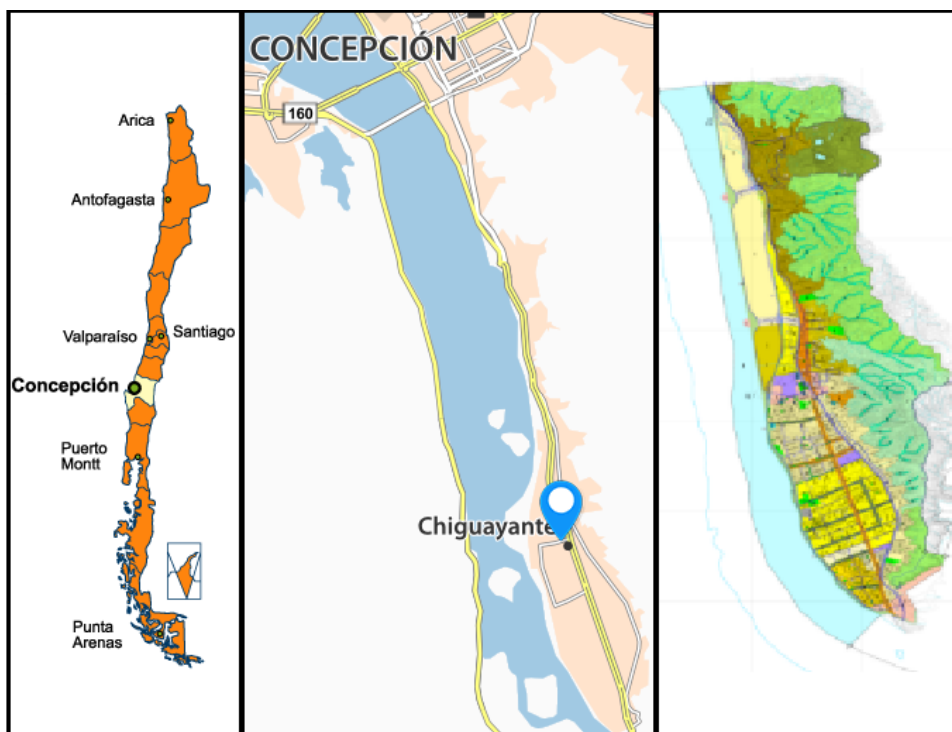 Arica
Antofagasta
Valparaíso
Santiago
Concepción
Puerto
Montt
Punta
Arenas
CONCEPCIÓN
160
Chiguayante